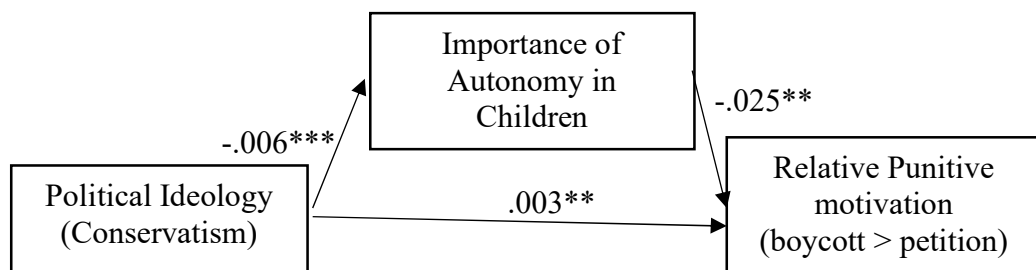 Importance of
Autonomy in
Children
-.006***
-.025**
Political Ideology
(Conservatism)
.003**
Relative Punitive
motivation
(boycott > petition)